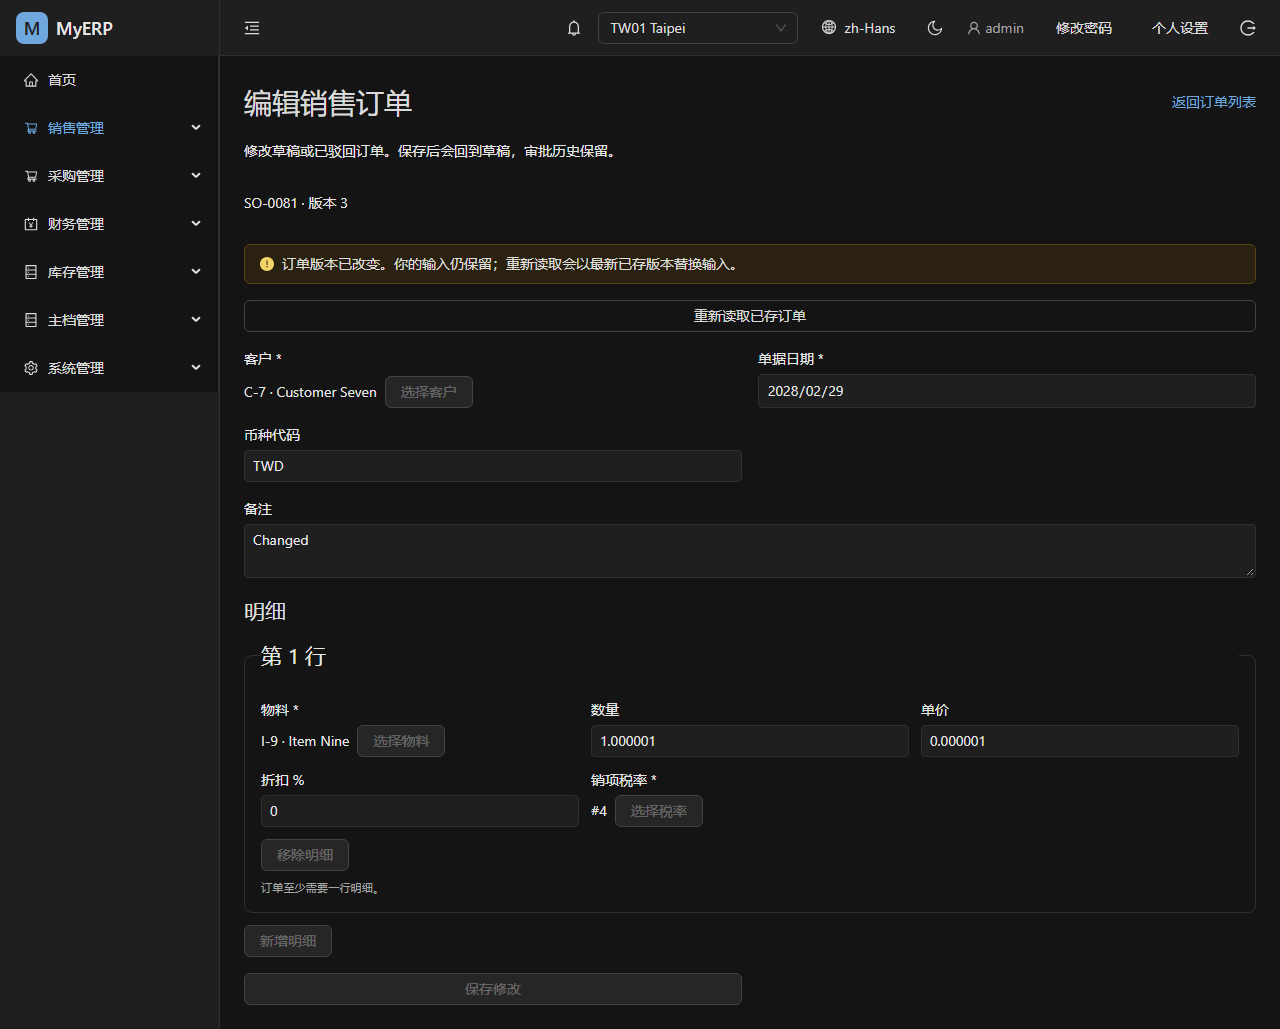 M MyERP
TW01 Taipei
zh-Hans
admin
修改密码
个人设置
首页
销售管理
采购管理
财务管理
库存管理
主档管理
系统管理
编辑销售订单
返回订单列表
修改草稿或已驳回订单。保存后会回到草稿，审批历史保留。
SO-0081 · 版本 3
订单版本已改变。你的输入仍保留；重新读取会以最新已存版本替换输入。
重新读取已存订单
客户 *
单据日期 *
C-7 · Customer Seven
选择客户
2028/02/29
币种代码
TWD
备注
Changed
明细
第 1 行
物料 *
数量
单价
I-9 · Item Nine
选择物料
1.000001
0.000001
折扣 %
销项税率 *
0
#4
选择税率
移除明细
订单至少需要一行明细。
新增明细
保存修改